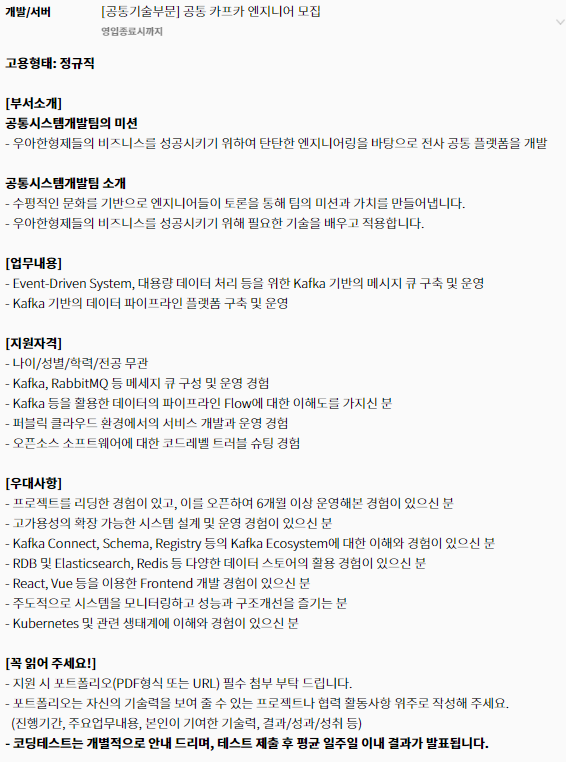 개발/서버
[공통기술부문] 공통 카프카 엔지니어 모집
영입종료시까지
고용형태: 정규직
[부서소개]
공통시스템개발팀의 미션
- 우아한형제들의 비즈니스를 성공시키기 위하여 탄탄한 엔지니어링을 바탕으로 전사 공통 플랫폼을 개발
공통시스템개발팀 소개
- 수평적인 문화를 기반으로 엔지니어들이 토론을 통해 팀의 미션과 가치를 만들어냅니다.
- 우아한형제들의 비즈니스를 성공시키기 위해 필요한 기술을 배우고 적용합니다.
[업무내용]
- Event-Driven System, 대용량 데이터 처리 등을 위한 Kafka 기반의 메시지 큐 구축 및 운영
- Kafka 기반의 데이터 파이프라인 플랫폼 구축 및 운영
[지원자격]
- 나이/성별/학력/전공 무관
- Kafka, RabbitMQ 등 메세지 큐 구성 및 운영 경험
- Kafka 등을 활용한 데이터의 파이프라인 Flow에 대한 이해도를 가지신 분
- 퍼블릭 클라우드 환경에서의 서비스 개발과 운영 경험
- 오픈소스 소프트웨어에 대한 코드레벨 트러블 슈팅 경험
[우대사항]
- 프로젝트를 리딩한 경험이 있고, 이를 오픈하여 6개월 이상 운영해본 경험이 있으신 분
- 고가용성의 확장 가능한 시스템 설계 및 운영 경험이 있으신 분
- Kafka Connect, Schema, Registry 등의 Kafka Ecosystem에 대한 이해와 경험이 있으신 분
- RDB 및 Elasticsearch, Redis 등 다양한 데이터 스토어의 활용 경험이 있으신 분
- React, Vue 등을 이용한 Frontend 개발 경험이 있으신 분
- 주도적으로 시스템을 모니터링하고 성능과 구조개선을 즐기는 분
- Kubernetes 및 관련 생태계에 이해와 경험이 있으신 분
[꼭 읽어 주세요!]
- 지원 시 포트폴리오(PDF형식 또는 URL) 필수 첨부 부탁 드립니다.
- 포트폴리오는 자신의 기술력을 보여 줄 수 있는 프로젝트나 협력 활동사항 위주로 작성해 주세요.
(진행기간, 주요업무내용, 본인이 기여한 기술력, 결과/성과/성취 등)
- 코딩테스트는 개별적으로 안내 드리며, 테스트 제출 후 평균 일주일 이내 결과가 발표됩니다.